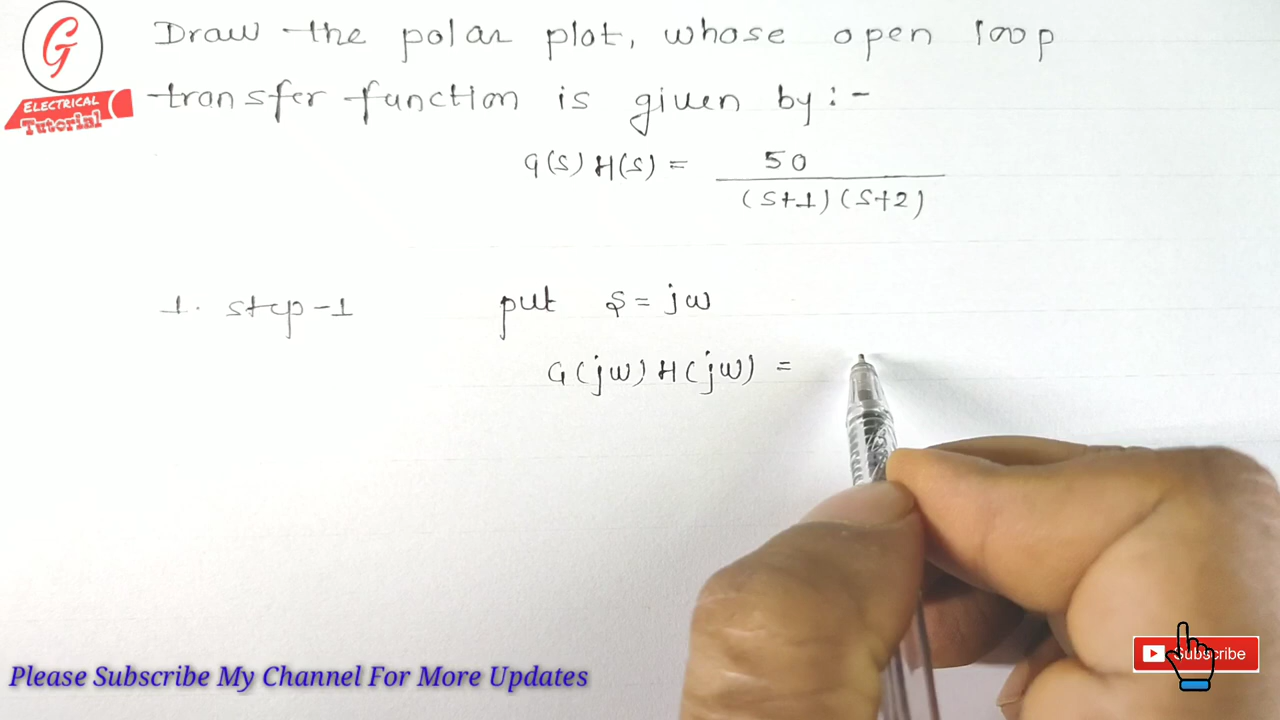 G
ELECTRICAL
Tutorial
Draw the polar plot, whose open loop
transfer function is given by:-
G(s) H(s) = 50
(s+1)(s+2)
1. step-1 put s = jω
G(jω) H(jω) =
Please Subscribe My Channel For More Updates
Subscribe